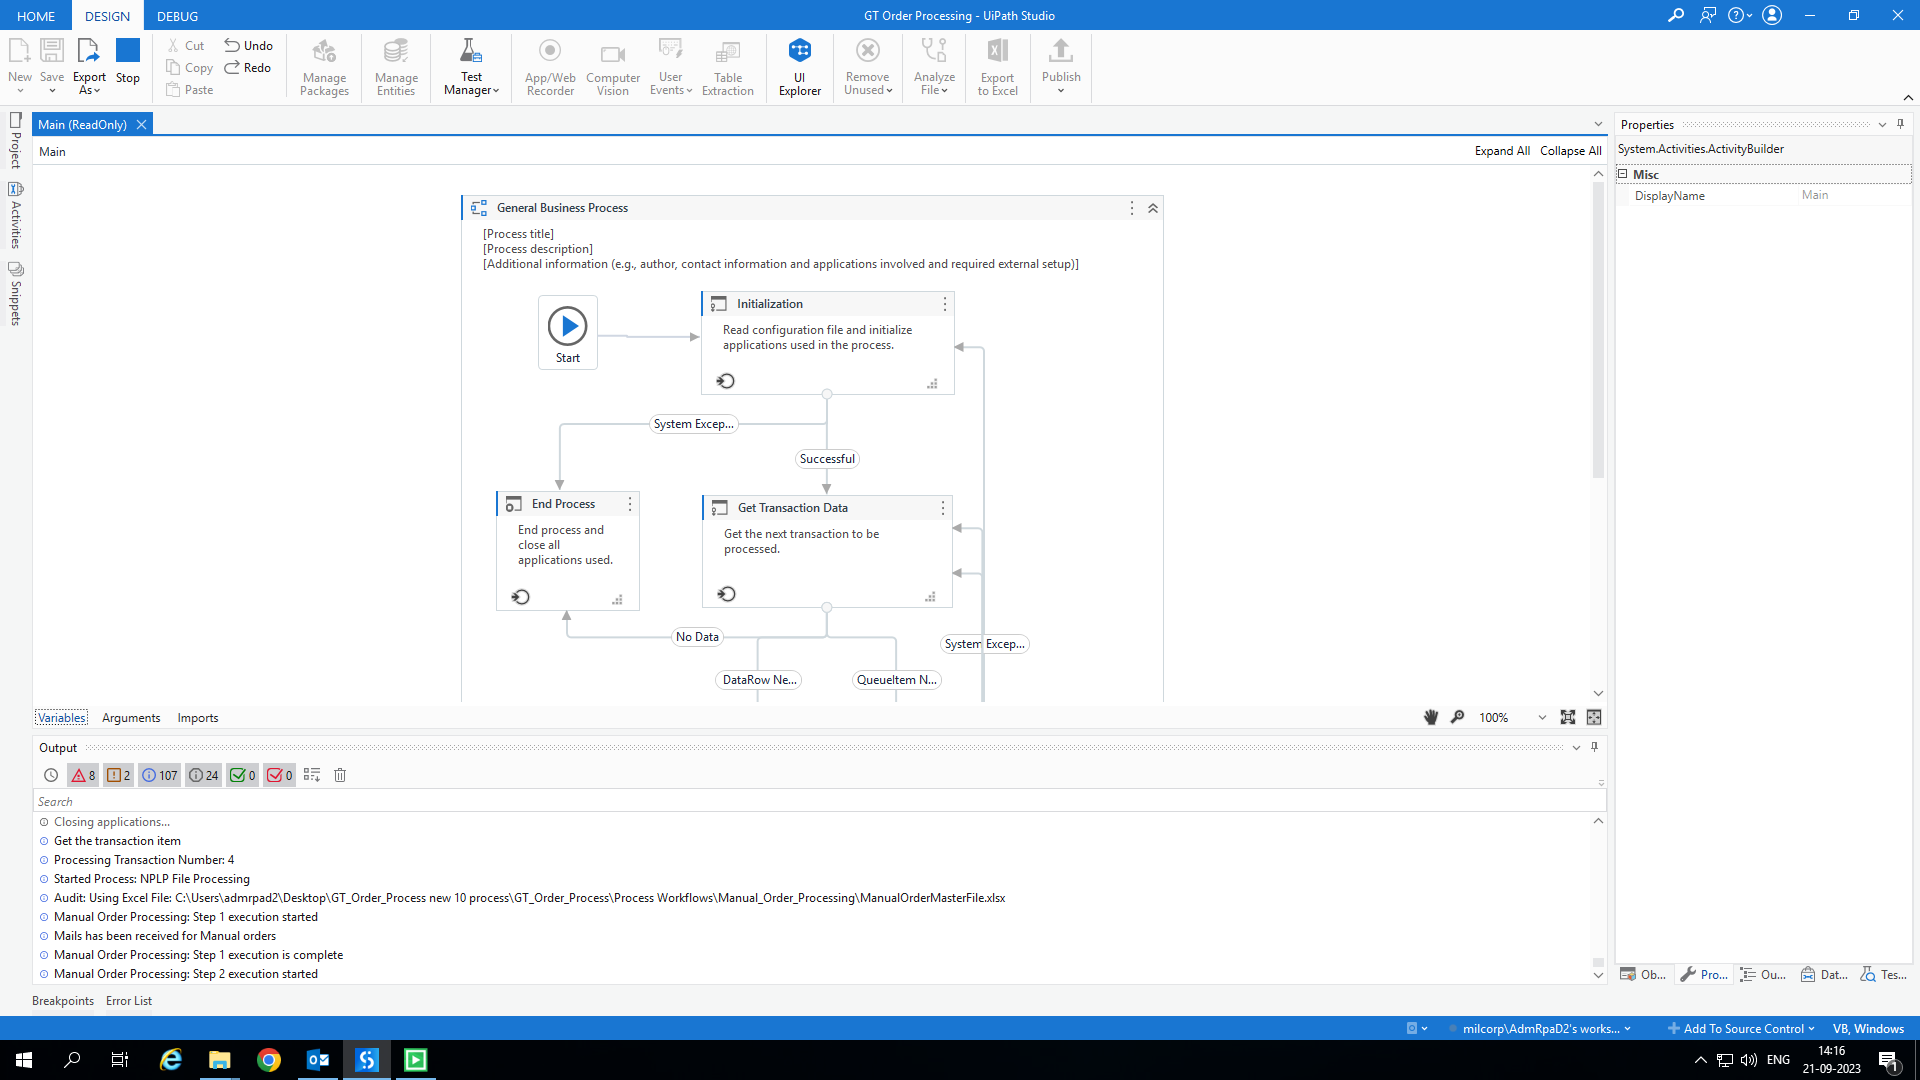 HOME DESIGN DEBUG GT Order Processing - UiPath Studio
New Save Export As Stop
Cut Copy Paste
Undo Redo
Manage Packages
Manage Entities
Test Manager
App/Web Recorder
Computer Vision
User Events
Table Extraction
UI Explorer
Remove Unused
Analyze File
Export to Excel
Publish
Project
Activities
Snippets
Main (ReadOnly)
Main Expand All Collapse All
General Business Process
[Process title]
[Process description]
[Additional information (e.g., author, contact information and applications involved and required external setup)]
Start
Initialization
Read configuration file and initialize
applications used in the process.
System Excep...
Successful
End Process
End process and
close all
applications used.
Get Transaction Data
Get the next transaction to be
processed.
No Data
System Excep...
DataRow Ne...
QueueItem N...
Variables Arguments Imports 100%
Output
8 2 107 24 0 0
Search
Closing applications...
Get the transaction item
Processing Transaction Number: 4
Started Process: NPLP File Processing
Audit: Using Excel File: C:\Users\admrpad2\Desktop\GT_Order_Process new 10 process\GT_Order_Process\Process Workflows\Manual_Order_Processing\ManualOrderMasterFile.xlsx
Manual Order Processing: Step 1 execution started
Mails has been received for Manual orders
Manual Order Processing: Step 1 execution is complete
Manual Order Processing: Step 2 execution started
Breakpoints Error List
Properties
System.Activities.ActivityBuilder
Misc
DisplayName Main
Ob... Pro... Ou... Dat... Tes...
milcorp\AdmRpaD2's works... Add To Source Control VB, Windows
ENG
14:16
21-09-2023
1